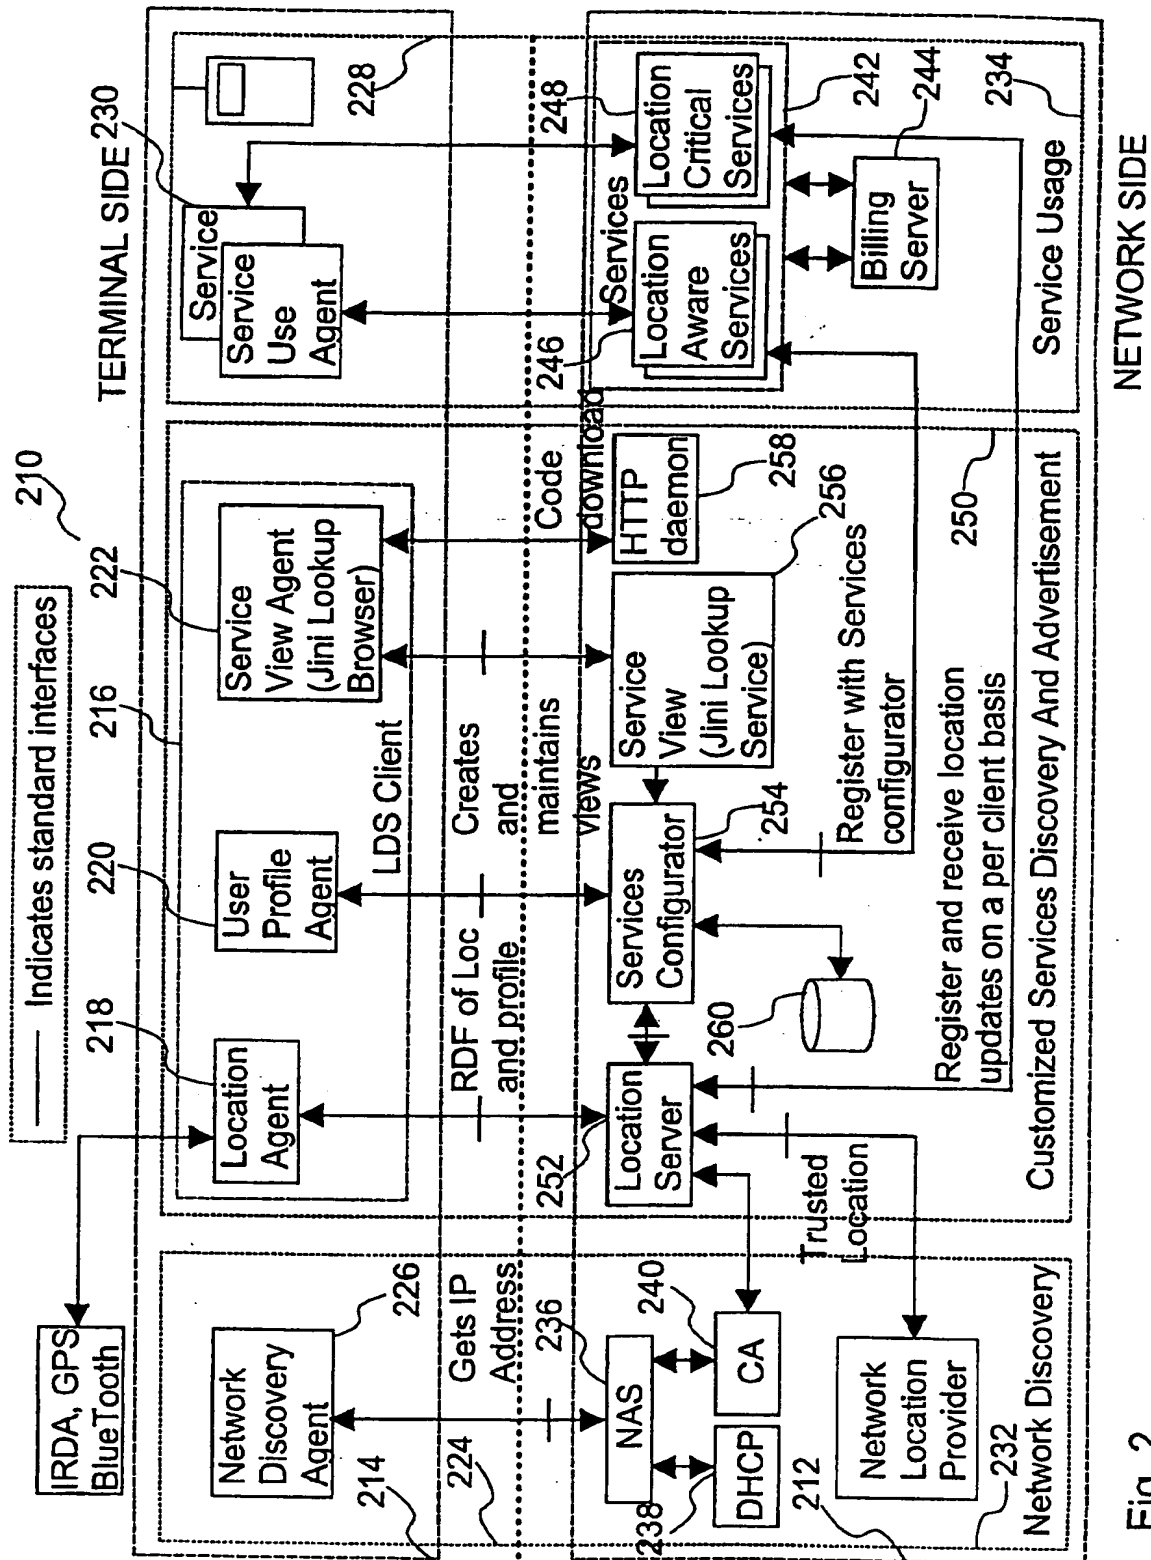 Indicates standard interfaces
210
TERMINAL SIDE
IRDA, GPS
BlueTooth
218
220
216
222
230
Network
Discovery
Agent
226
214
224
Location
Agent
User
Profile
Agent
Service
View Agent
(Jini Lookup
Browser)
LDS Client
Service
Service
Use
Agent
228
Gets IP
Address
RDF of Loc
and profile
Creates
and
maintains
views
Code
download
236
NAS
238
DHCP
240
CA
212
Network
Location
Provider
232
Network Discovery
252
Location
Server
Trusted
Location
Services
Configurator
254
260
Service
View
(Jini Lookup
Service)
256
HTTP
daemon
258
Register with Services
configurator
Register and receive location
updates on a per client basis
250
Customized Services Discovery And Advertisement
246
Services
248
Location
Aware
Services
Location
Critical
Services
242
Billing
Server
244
234
Service Usage
NETWORK SIDE
Fig. 2